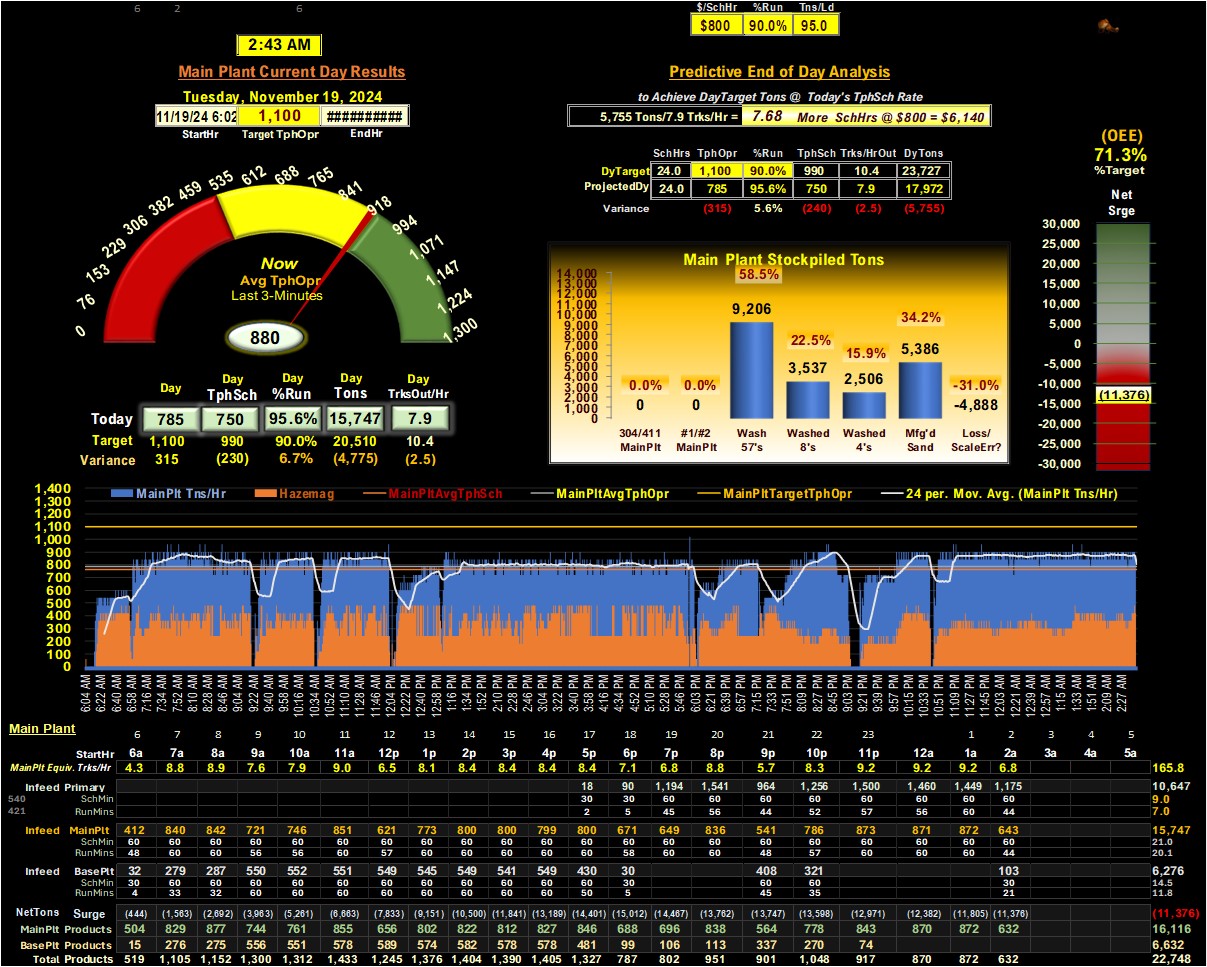 6 2 6
$/SchHr %Run Tns/Ld
$800 90.0% 95.0
2:43 AM
Main Plant Current Day Results
Predictive End of Day Analysis
Tuesday, November 19, 2024
to Achieve DayTarget Tons @ Today's TphSch Rate
11/19/24 6:02 1,100 ##########
StartHr Target TphOpr EndHr
5,755 Tons/7.9 Trks/Hr = 7.68 More SchHrs @ $800 = $6,140
(OEE)
71.3%
%Target
SchHrs TphOpr %Run TphSch Trks/HrOut DyTons
DyTarget 24.0 1,100 90.0% 990 10.4 23,727
ProjectedDy 24.0 785 95.6% 750 7.9 17,972
Variance (315) 5.6% (240) (2.5) (5,755)
Net
Srge
30,000
25,000
20,000
15,000
10,000
5,000
0
-5,000
-10,000
(11,376)
-15,000
-20,000
-25,000
-30,000
0 76 153 229 306 382 459 535 612 688 765 841 918 994 1,071 1,147 1,224 1,300
Now
Avg TphOpr
Last 3-Minutes
880
Main Plant Stockpiled Tons
14,000
13,000
12,000
11,000
10,000
9,000
8,000
7,000
6,000
5,000
4,000
3,000
2,000
1,000
0
0.0% 0.0% 58.5% 22.5% 15.9% 34.2% -31.0%
0 0 9,206 3,537 2,506 5,386 -4,888
304/411 #1/#2 Wash Washed Washed Mfg'd Loss/
MainPlt MainPlt 57's 8's 4's Sand ScaleErr?
Day Day Day Day Day
TphSch %Run Tons TrksOut/Hr
Today 785 750 95.6% 15,747 7.9
Target 1,100 990 90.0% 20,510 10.4
Variance 315 (230) 6.7% (4,775) (2.5)
MainPlt Tns/Hr Hazemag MainPltAvgTphSch MainPltAvgTphOpr MainPltTargetTphOpr 24 per. Mov. Avg. (MainPlt Tns/Hr)
1,400
1,300
1,200
1,100
1,000
900
800
700
600
500
400
300
200
100
0
6:04 AM 6:22 AM 6:40 AM 6:58 AM 7:16 AM 7:34 AM 7:52 AM 8:10 AM 8:28 AM 8:46 AM 9:04 AM 9:22 AM 9:40 AM 9:58 AM 10:16 AM 10:34 AM 10:52 AM 11:10 AM 11:28 AM 11:46 AM 12:04 PM 12:22 PM 12:40 PM 12:58 PM 1:16 PM 1:34 PM 1:52 PM 2:10 PM 2:28 PM 2:46 PM 3:04 PM 3:22 PM 3:40 PM 3:58 PM 4:16 PM 4:34 PM 4:52 PM 5:10 PM 5:27 PM 5:45 PM 6:03 PM 6:21 PM 6:39 PM 6:57 PM 7:15 PM 7:33 PM 7:51 PM 8:09 PM 8:27 PM 8:45 PM 9:03 PM 9:21 PM 9:39 PM 9:57 PM 10:15 PM 10:33 PM 10:51 PM 11:09 PM 11:27 PM 11:45 PM 12:03 AM 12:21 AM 12:39 AM 12:57 AM 1:15 AM 1:33 AM 1:51 AM 2:09 AM 2:27 AM
Main Plant 6 7 8 9 10 11 12 13 14 15 16 17 18 19 20 21 22 23 1 2 3 4 5
StartHr 6a 7a 8a 9a 10a 11a 12p 1p 2p 3p 4p 5p 6p 7p 8p 9p 10p 11p 12a 1a 2a 3a 4a 5a
MainPlt Equiv. Trks/Hr 4.3 8.8 8.9 7.6 7.9 9.0 6.5 8.1 8.4 8.4 8.4 8.4 7.1 6.8 8.8 5.7 8.3 9.2 9.2 9.2 6.8 165.8
Infeed Primary 18 90 1,194 1,541 964 1,256 1,500 1,460 1,449 1,175 10,647
540 SchMin 30 30 60 60 60 60 60 60 60 60 9.0
421 RunMins 2 5 45 56 44 52 57 56 60 44 7.0
Infeed MainPlt 412 840 842 721 746 851 621 773 800 800 799 800 671 649 836 541 786 873 871 872 643 15,747
SchMin 60 60 60 60 60 60 60 60 60 60 60 60 60 60 60 60 60 60 60 60 60 21.0
RunMins 48 60 60 56 56 60 57 60 60 60 60 60 58 60 60 48 57 60 60 60 44 20.1
Infeed BasePlt 32 279 287 550 552 551 549 545 549 541 549 430 30 408 321 103 6,276
SchMin 30 60 60 60 60 60 60 60 60 60 60 60 30 60 60 30 14.5
RunMins 4 33 32 60 60 60 60 60 60 60 60 50 5 45 35 21 11.8
NetTons Surge (444) (1,563) (2,692) (3,963) (5,261) (6,663) (7,833) (9,151) (10,500) (11,841) (13,189) (14,401) (15,012) (14,467) (13,762) (13,747) (13,598) (12,971) (12,382) (11,805) (11,376) (11,376)
MainPlt Products 504 829 877 744 761 855 656 802 822 812 827 846 688 696 838 564 778 843 870 872 632 16,116
BasePlt Products 15 276 275 556 551 578 589 574 582 578 578 481 99 106 113 337 270 74 6,632
Total Products 519 1,105 1,152 1,300 1,312 1,433 1,245 1,376 1,404 1,390 1,405 1,327 787 802 951 901 1,048 917 870 872 632 22,748